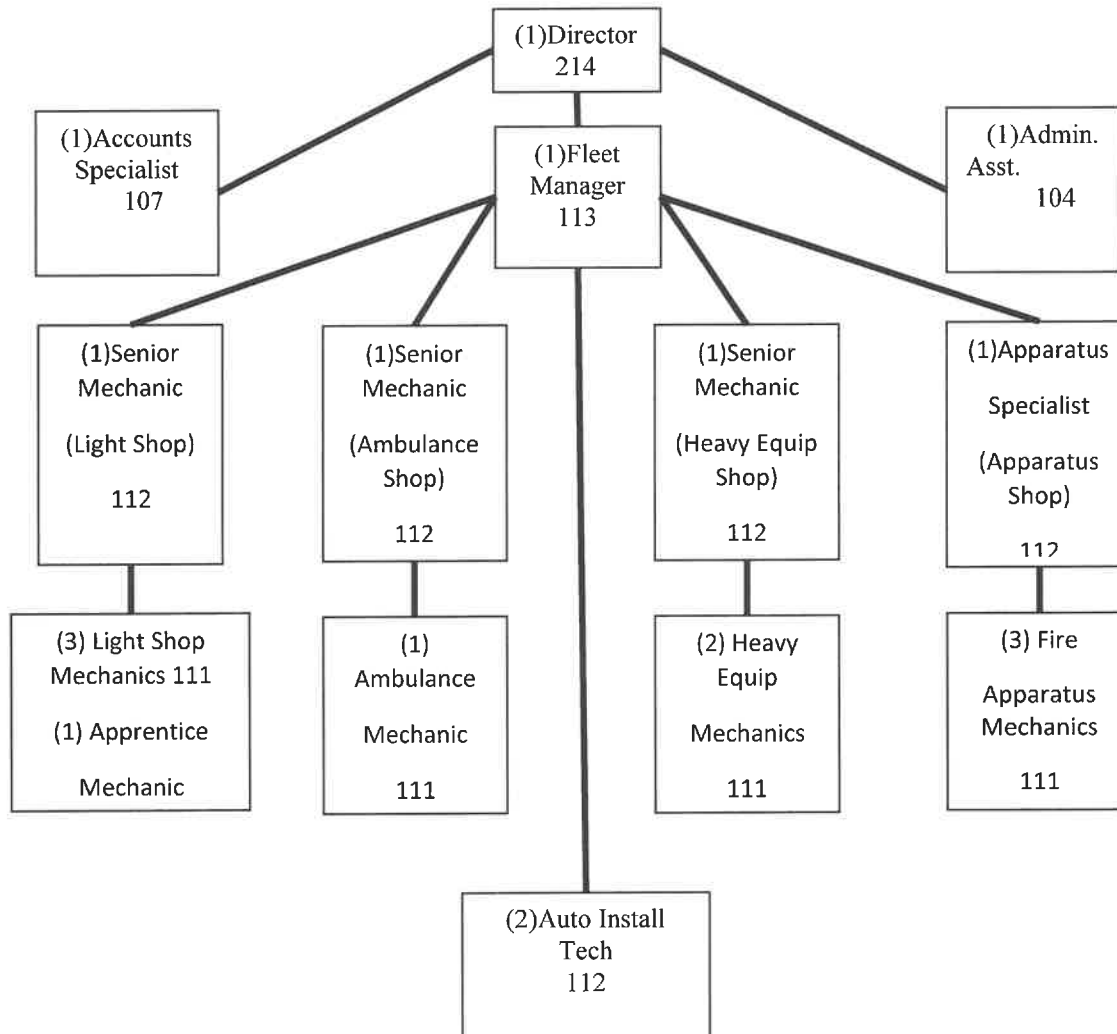 (1)Director
214
(1)Accounts
Specialist
107
(1)Fleet
Manager
113
(1)Admin.
Asst.
104
(1)Senior
Mechanic
(Light Shop)
112
(1)Senior
Mechanic
(Ambulance
Shop)
112
(1)Senior
Mechanic
(Heavy Equip
Shop)
112
(1)Apparatus
Specialist
(Apparatus
Shop)
112
(3) Light Shop
Mechanics 111
(1) Apprentice
Mechanic
(1)
Ambulance
Mechanic
111
(2) Heavy
Equip
Mechanics
111
(3) Fire
Apparatus
Mechanics
111
(2)Auto Install
Tech
112